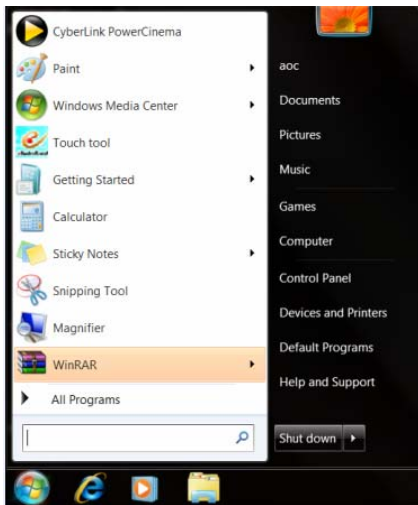 CyberLink PowerCinema
Paint
Windows Media Center
Touch tool
Getting Started
Calculator
Sticky Notes
Snipping Tool
Magnifier
WinRAR
All Programs
aoc
Documents
Pictures
Music
Games
Computer
Control Panel
Devices and Printers
Default Programs
Help and Support
Shut down